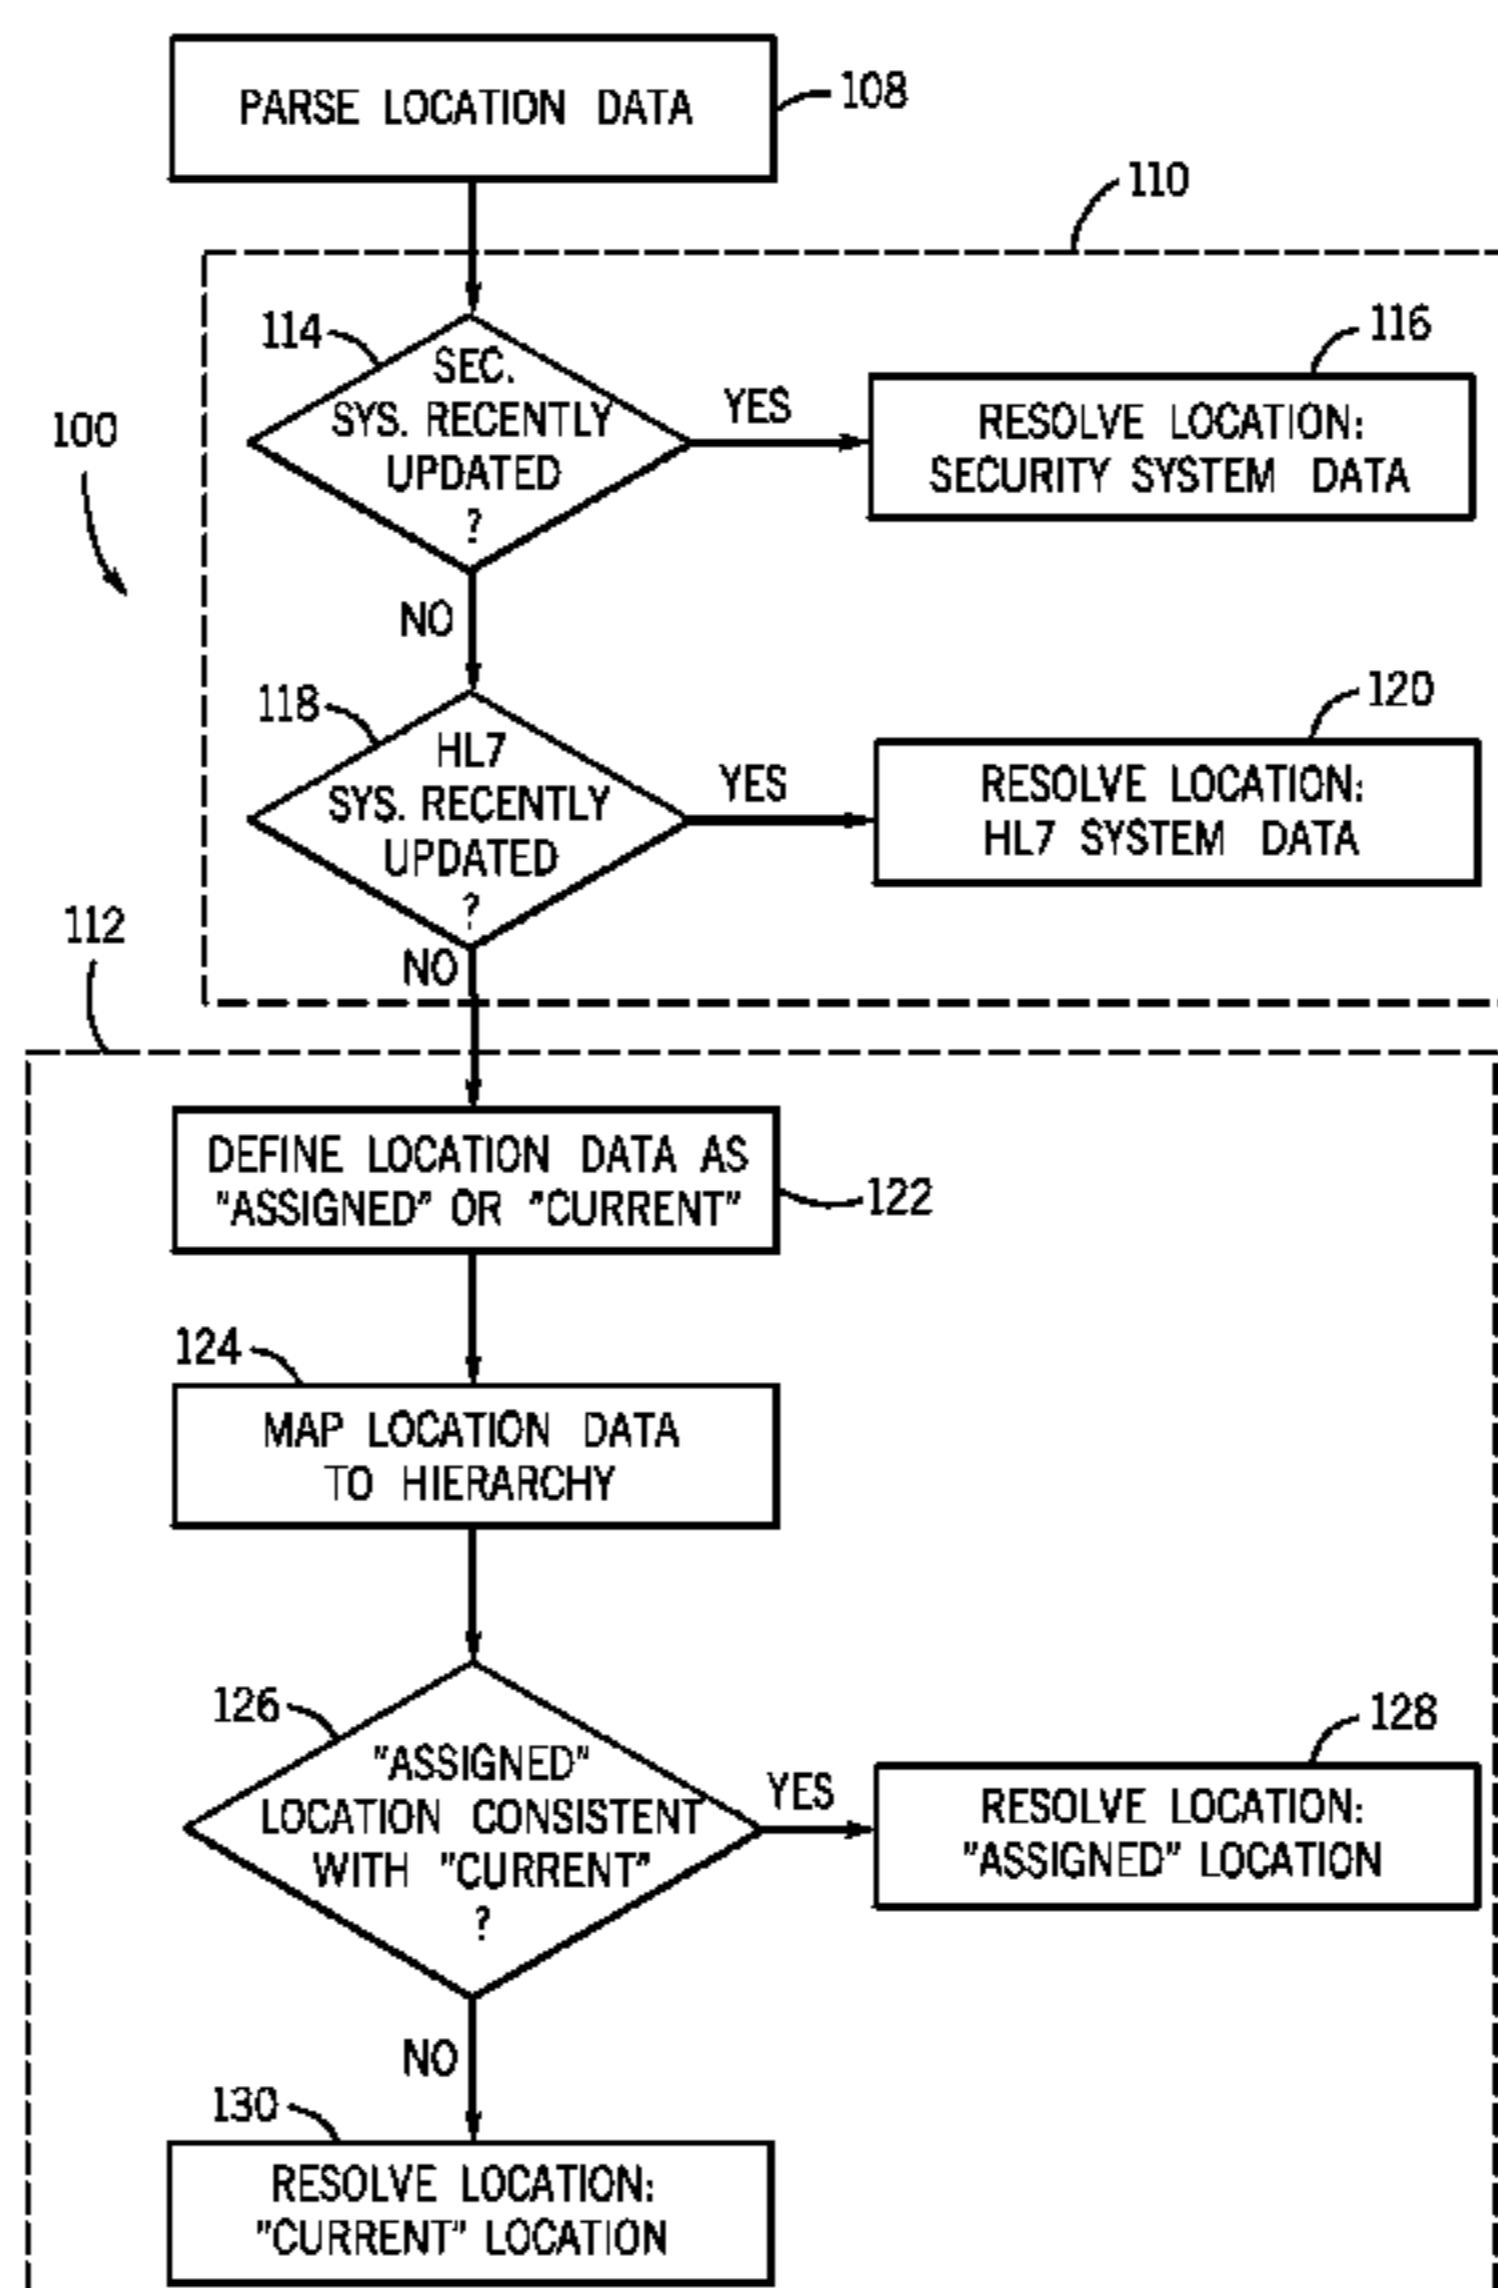 PARSE LOCATION DATA
108
110
114
SEC.
SYS. RECENTLY
UPDATED
?
YES
116
RESOLVE LOCATION:
SECURITY SYSTEM DATA
100
NO
118
HL7
SYS. RECENTLY
UPDATED
?
YES
120
RESOLVE LOCATION:
HL7 SYSTEM DATA
NO
112
DEFINE LOCATION DATA AS
"ASSIGNED" OR "CURRENT"
122
124
MAP LOCATION DATA
TO HIERARCHY
126
"ASSIGNED"
LOCATION CONSISTENT
WITH "CURRENT"
?
YES
128
RESOLVE LOCATION:
"ASSIGNED" LOCATION
NO
130
RESOLVE LOCATION:
"CURRENT" LOCATION